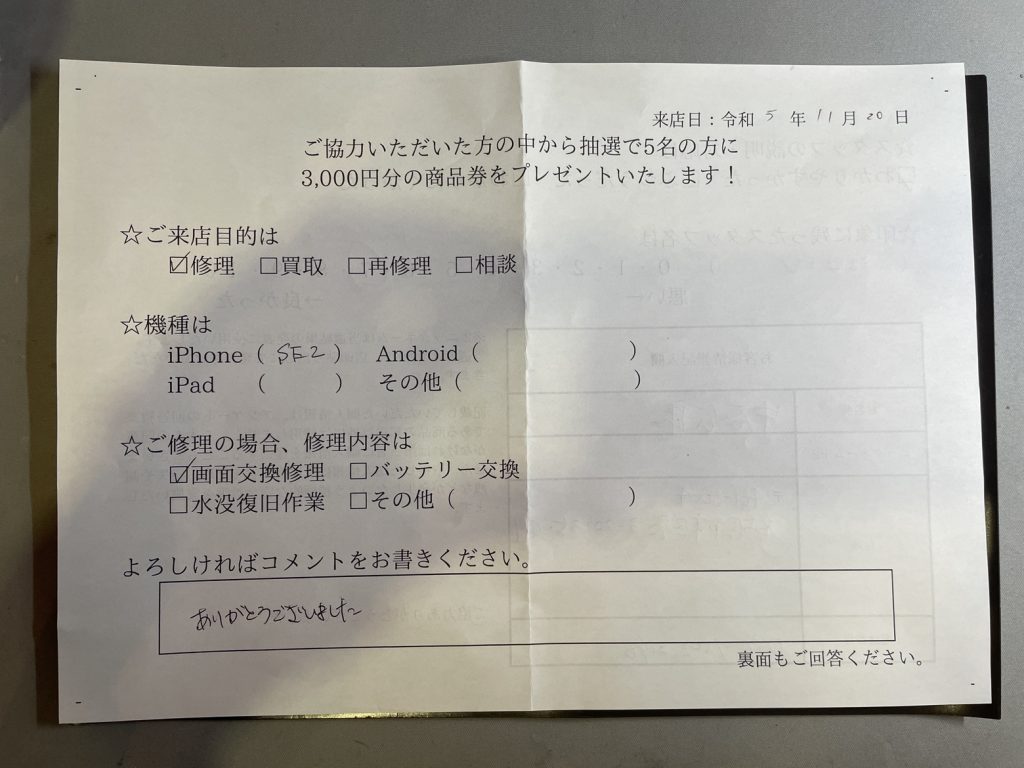 来店日：令和 5 年 11 月 20 日
ご協力いただいた方の中から抽選で5名の方に
3,000円分の商品券をプレゼントいたします！
☆ご来店目的は
☑修理 □買取 □再修理 □相談
☆機種は
iPhone（ SE2 ） Android（ ）
iPad （ ） その他（ ）
☆ご修理の場合、修理内容は
☑画面交換修理 □バッテリー交換
□水没復旧作業 □その他（ ）
よろしければコメントをお書きください。
ありがとうございました
裏面もご回答ください。